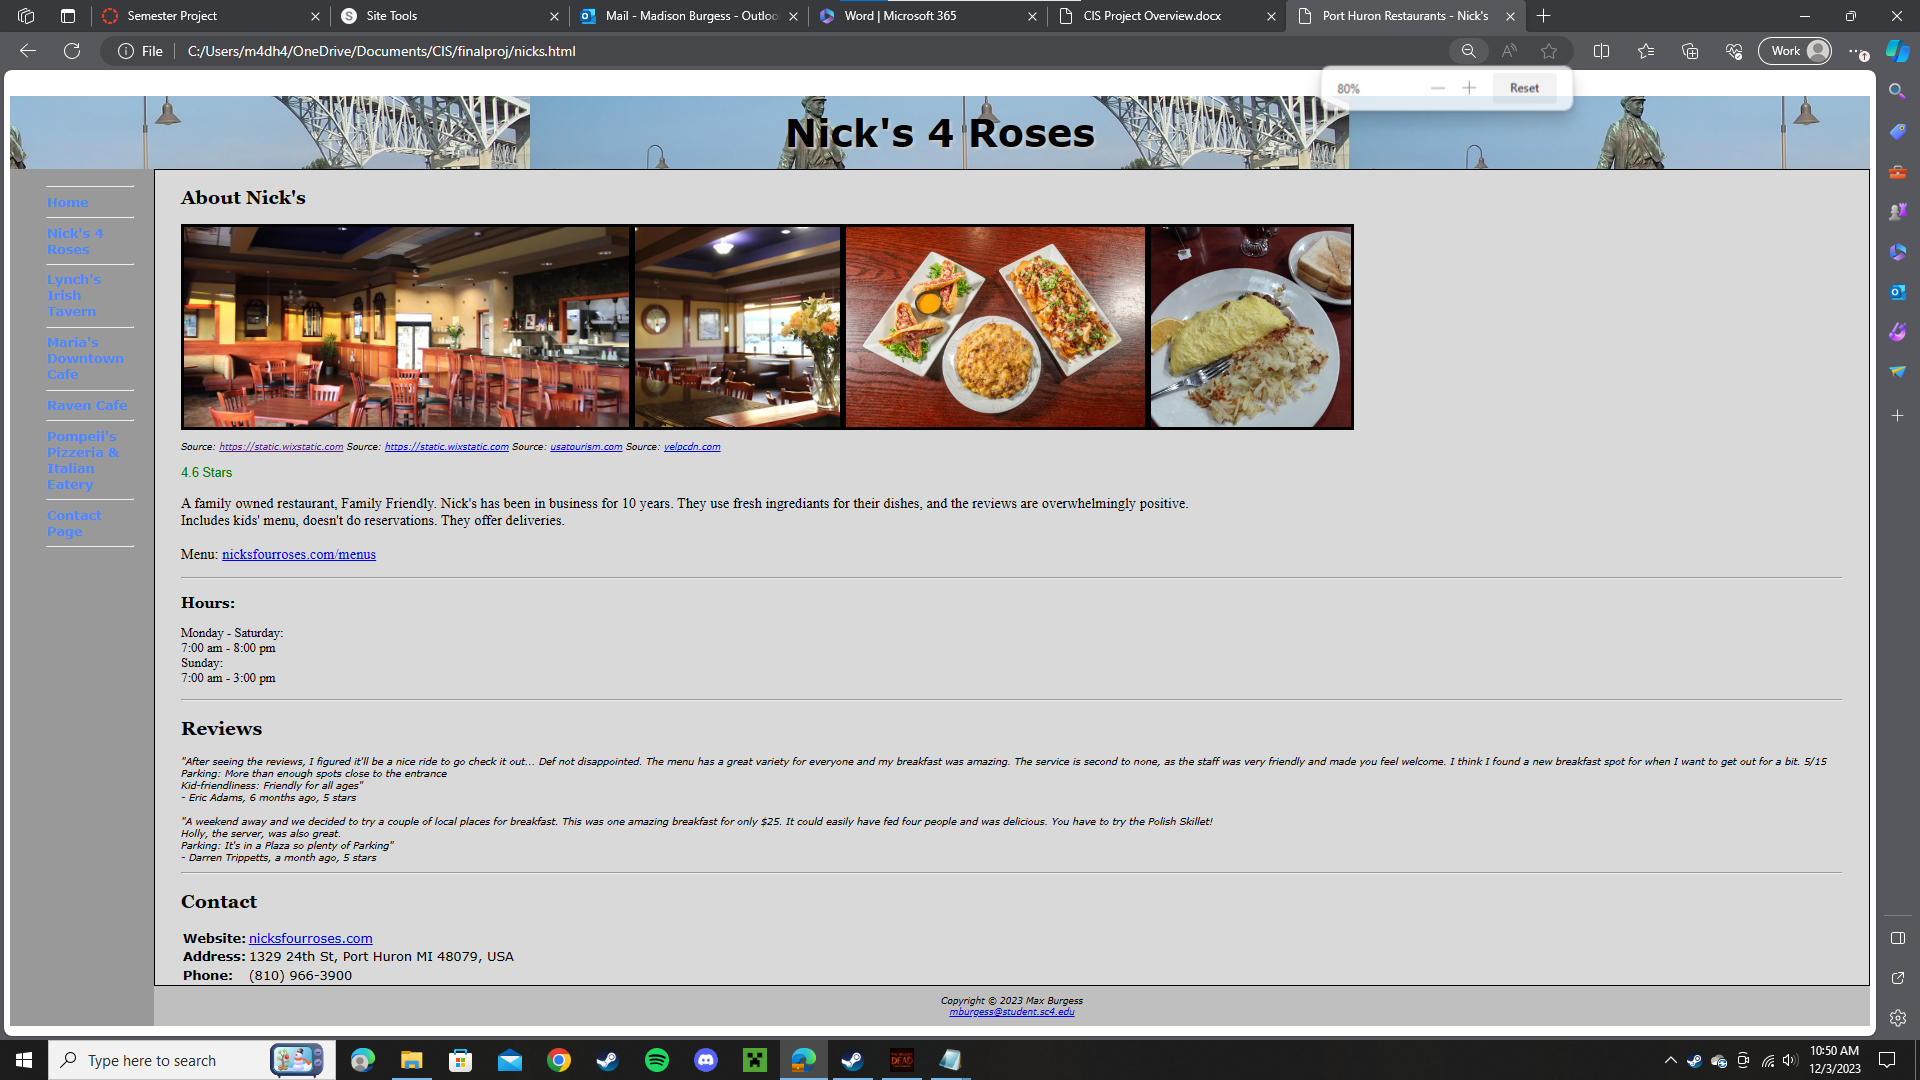 Semester Project
Site Tools
Mail - Madison Burgess - Outloo
Word | Microsoft 365
CIS Project Overview.docx
Port Huron Restaurants - Nick's
File
C:/Users/m4dh4/OneDrive/Documents/CIS/finalproj/nicks.html
Work
80%
Reset
Nick's 4 Roses
Home
Nick's 4
Roses
Lynch's
Irish
Tavern
Maria's
Downtown
Cafe
Raven Cafe
Pompeii's
Pizzeria &
Italian
Eatery
Contact
Page
About Nick's
Source: https://static.wixstatic.com Source: https://static.wixstatic.com Source: usatourism.com Source: yelpcdn.com
4.6 Stars
A family owned restaurant, Family Friendly. Nick's has been in business for 10 years. They use fresh ingrediants for their dishes, and the reviews are overwhelmingly positive.
Includes kids' menu, doesn't do reservations. They offer deliveries.
Menu: nicksfourroses.com/menus
Hours:
Monday - Saturday:
7:00 am - 8:00 pm
Sunday:
7:00 am - 3:00 pm
Reviews
"After seeing the reviews, I figured it'll be a nice ride to go check it out... Def not disappointed. The menu has a great variety for everyone and my breakfast was amazing. The service is second to none, as the staff was very friendly and made you feel welcome. I think I found a new breakfast spot for when I want to get out for a bit. 5/15
Parking: More than enough spots close to the entrance
Kid-friendliness: Friendly for all ages"
- Eric Adams, 6 months ago, 5 stars
"A weekend away and we decided to try a couple of local places for breakfast. This was one amazing breakfast for only $25. It could easily have fed four people and was delicious. You have to try the Polish Skillet!
Holly, the server, was also great.
Parking: It's in a Plaza so plenty of Parking"
- Darren Trippetts, a month ago, 5 stars
Contact
Website: nicksfourroses.com
Address: 1329 24th St, Port Huron MI 48079, USA
Phone: (810) 966-3900
Copyright © 2023 Max Burgess
mburgess@student.sc4.edu
Type here to search
10:50 AM
12/3/2023